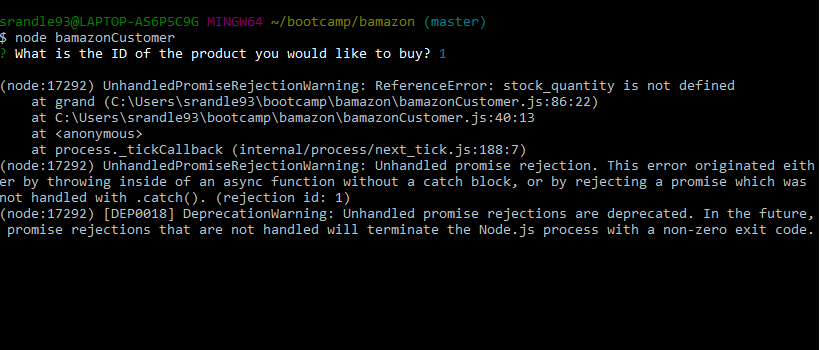 srandle93@LAPTOP-AS6P5C9G MINGW64 ~/bootcamp/bamazon (master)
$ node bamazonCustomer
? What is the ID of the product you would like to buy? 1
(node:17292) UnhandledPromiseRejectionWarning: ReferenceError: stock_quantity is not defined
    at grand (C:\Users\srandle93\bootcamp\bamazon\bamazonCustomer.js:86:22)
    at C:\Users\srandle93\bootcamp\bamazon\bamazonCustomer.js:40:13
    at <anonymous>
    at process._tickCallback (internal/process/next_tick.js:188:7)
(node:17292) UnhandledPromiseRejectionWarning: Unhandled promise rejection. This error originated eith
er by throwing inside of an async function without a catch block, or by rejecting a promise which was
not handled with .catch(). (rejection id: 1)
(node:17292) [DEP0018] DeprecationWarning: Unhandled promise rejections are deprecated. In the future,
 promise rejections that are not handled will terminate the Node.js process with a non-zero exit code.